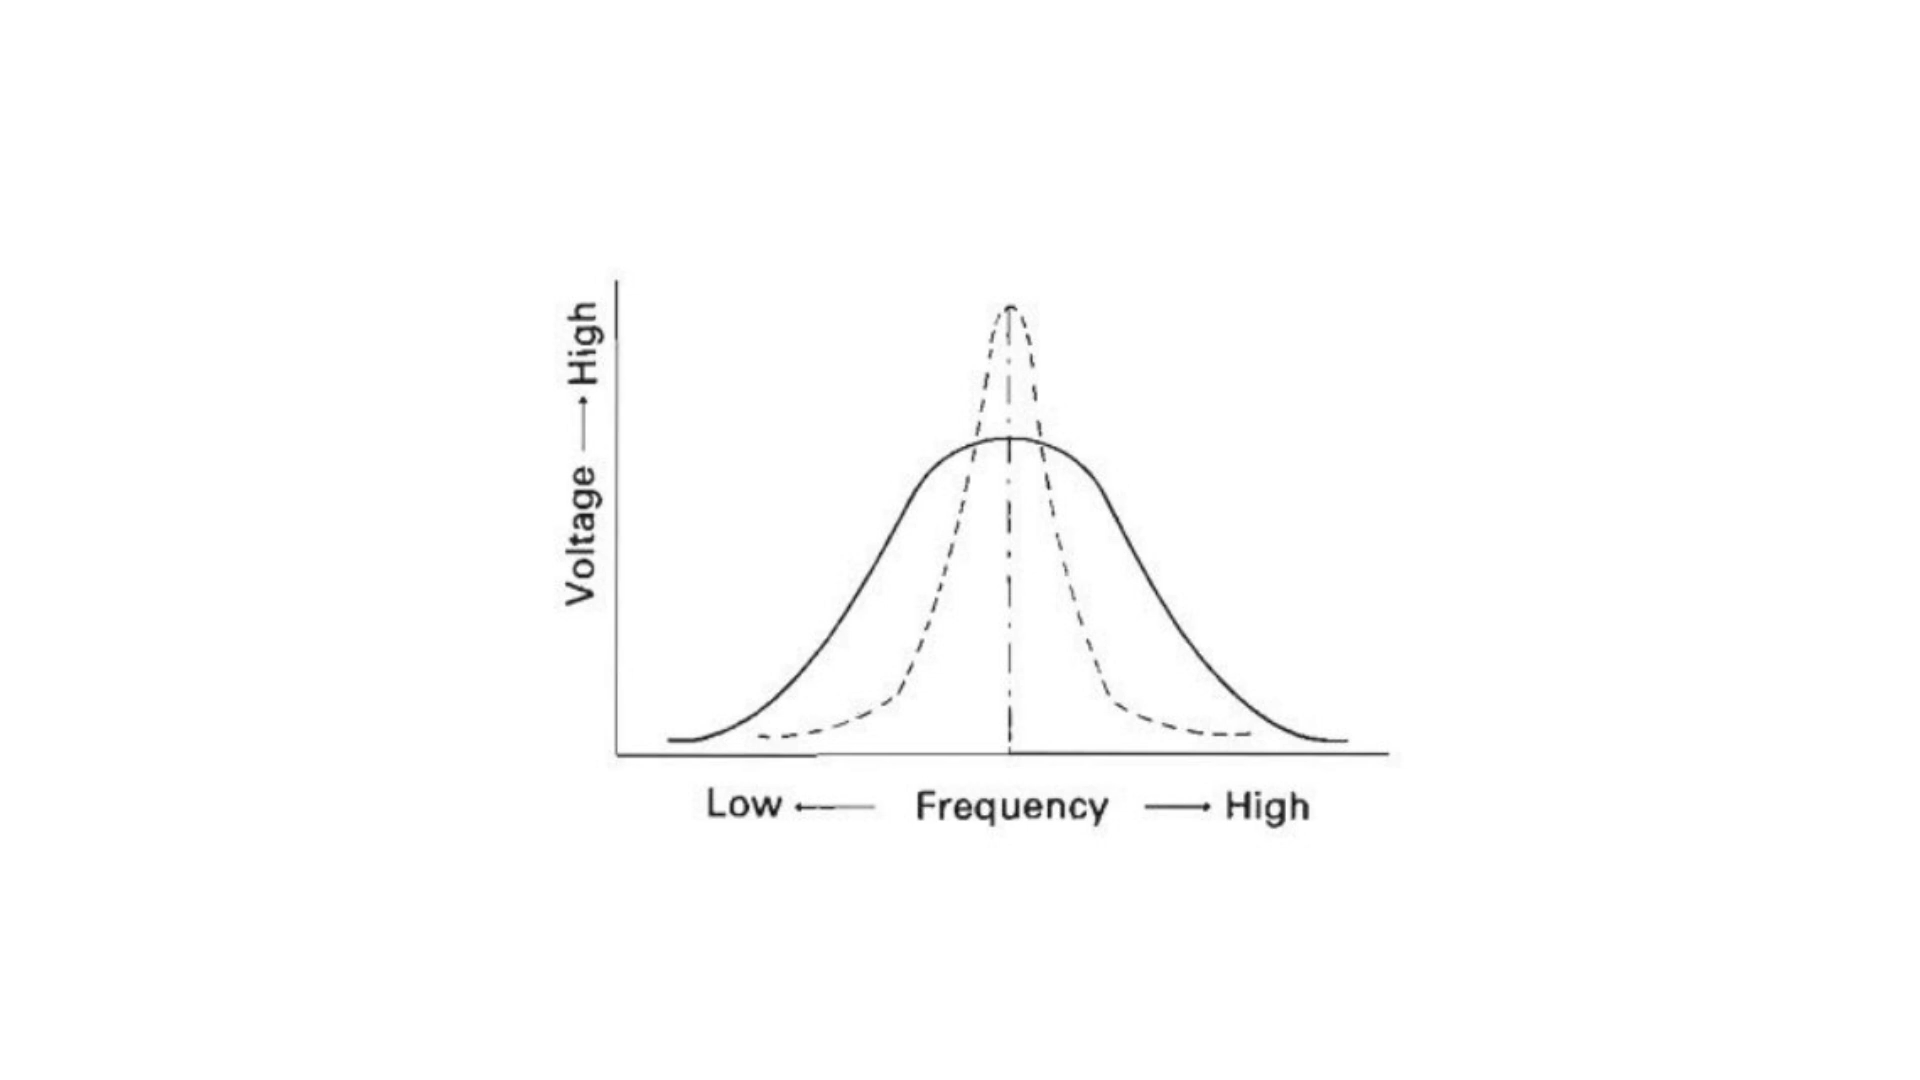 Voltage → High
Low ← Frequency → High